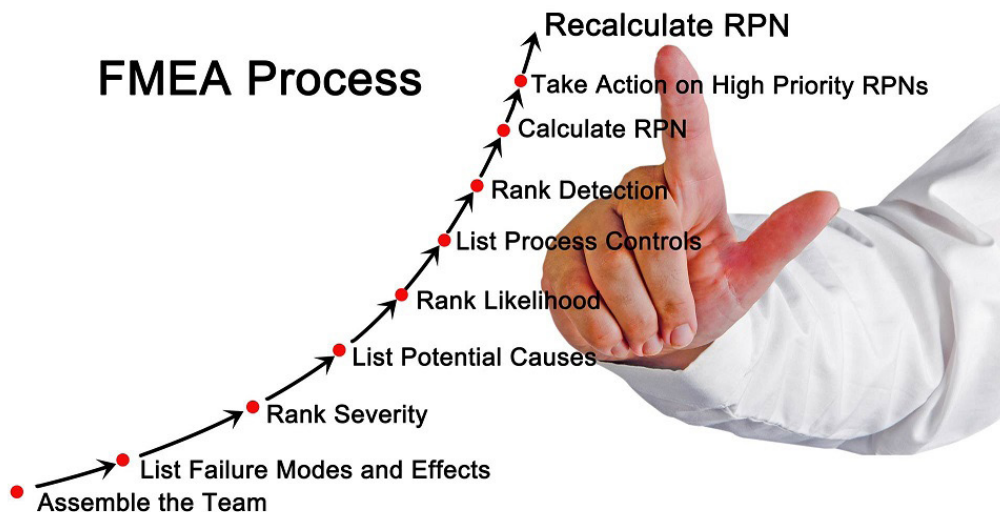 FMEA Process
Recalculate RPN
Take Action on High Priority RPNs
Calculate RPN
Rank Detection
List Process Controls
Rank Likelihood
List Potential Causes
Rank Severity
List Failure Modes and Effects
Assemble the Team